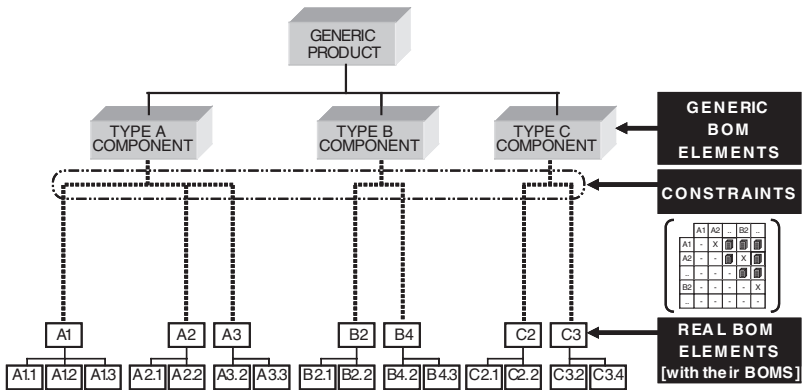 GENERIC
PRODUCT
TYPE A
COMPONENT
TYPE B
COMPONENT
TYPE C
COMPONENT
GENERIC
BOM
ELEMENTS
CONSTRAINTS
A1 A2 .. B2 ..
A1 - X
A2 - - X
.. - - -
B2 - - - - X
.. - - - - -
A1 A2 A3 B2 B4 C2 C3
REAL BOM
ELEMENTS
[with their BOMS]
A1.1 A1.2 A1.3 A2.1 A2.2 A3.2 A3.3 B2.1 B2.2 B4.2 B4.3 C2.1 C2.2 C3.2 C3.4